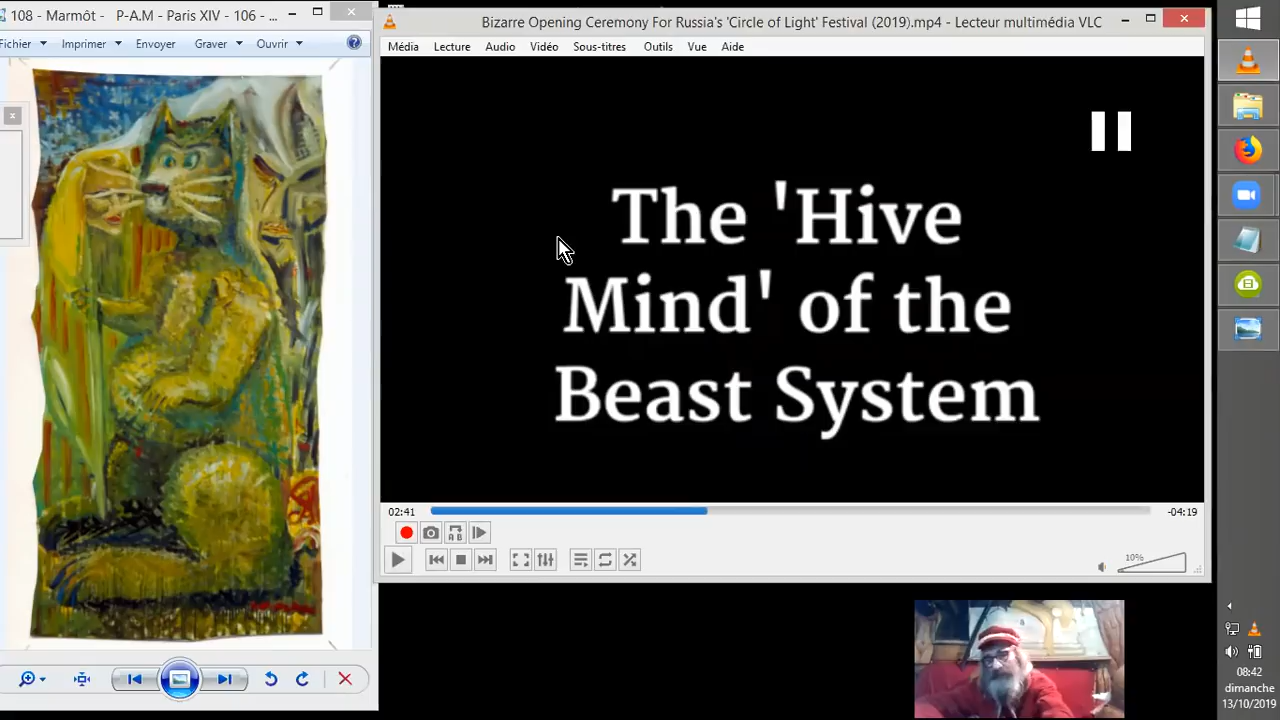 108 - Marmôt -    P-A.M - Paris XIV - 106 - ...
Fichier
Imprimer
Envoyer
Graver
Ouvrir
Bizarre Opening Ceremony For Russia's 'Circle of Light' Festival (2019).mp4 - Lecteur multimédia VLC
Média
Lecture
Audio
Vidéo
Sous-titres
Outils
Vue
Aide
The 'Hive
Mind' of the
Beast System
02:41
-04:19
10%
08:42
dimanche
13/10/2019